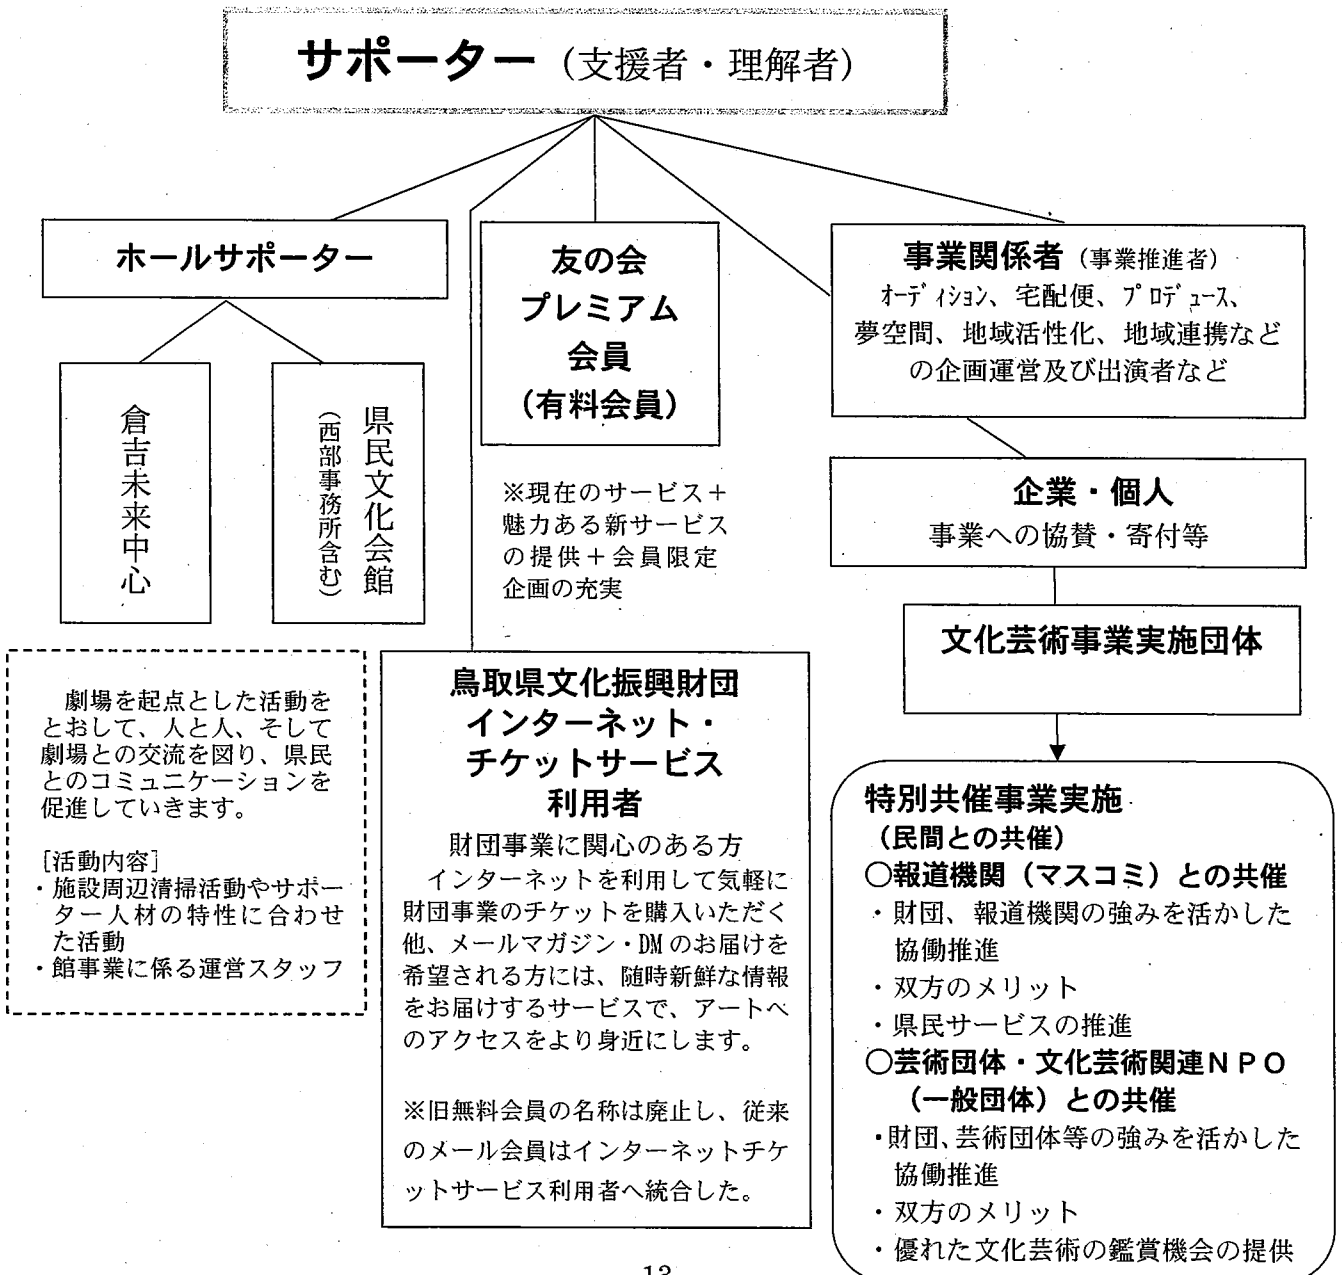 サポーター（支援者・理解者）
ホールサポーター
倉吉未来中心
県民文化会館
（西部事務所含む）
劇場を起点とした活動を
とおして、人と人、そして
劇場との交流を図り、県民
とのコミュニケーションを
促進していきます。
［活動内容］
・施設周辺清掃活動やサポー
ター人材の特性に合わせ
た活動
・館事業に係る運営スタッフ
友の会
プレミアム
会員
（有料会員）
※現在のサービス＋
魅力ある新サービス
の提供＋会員限定
企画の充実
鳥取県文化振興財団
インターネット・
チケットサービス
利用者
財団事業に関心のある方
インターネットを利用して気軽に
財団事業のチケットを購入いただく
他、メールマガジン・DMのお届けを
希望される方には、随時新鮮な情報
をお届けするサービスで、アートへ
のアクセスをより身近にします。
※旧無料会員の名称は廃止し、従来
のメール会員はインターネットチケ
ットサービス利用者へ統合した。
事業関係者（事業推進者）
ｵｰﾃﾞｨｼｮﾝ、宅配便、ﾌﾟﾛﾃﾞｭｰｽ、
夢空間、地域活性化、地域連携など
の企画運営及び出演者など
企業・個人
事業への協賛・寄付等
文化芸術事業実施団体
特別共催事業実施
（民間との共催）
○報道機関（マスコミ）との共催
・財団、報道機関の強みを活かした
協働推進
・双方のメリット
・県民サービスの推進
○芸術団体・文化芸術関連ＮＰＯ
（一般団体）との共催
・財団、芸術団体等の強みを活かした
協働推進
・双方のメリット
・優れた文化芸術の鑑賞機会の提供
13